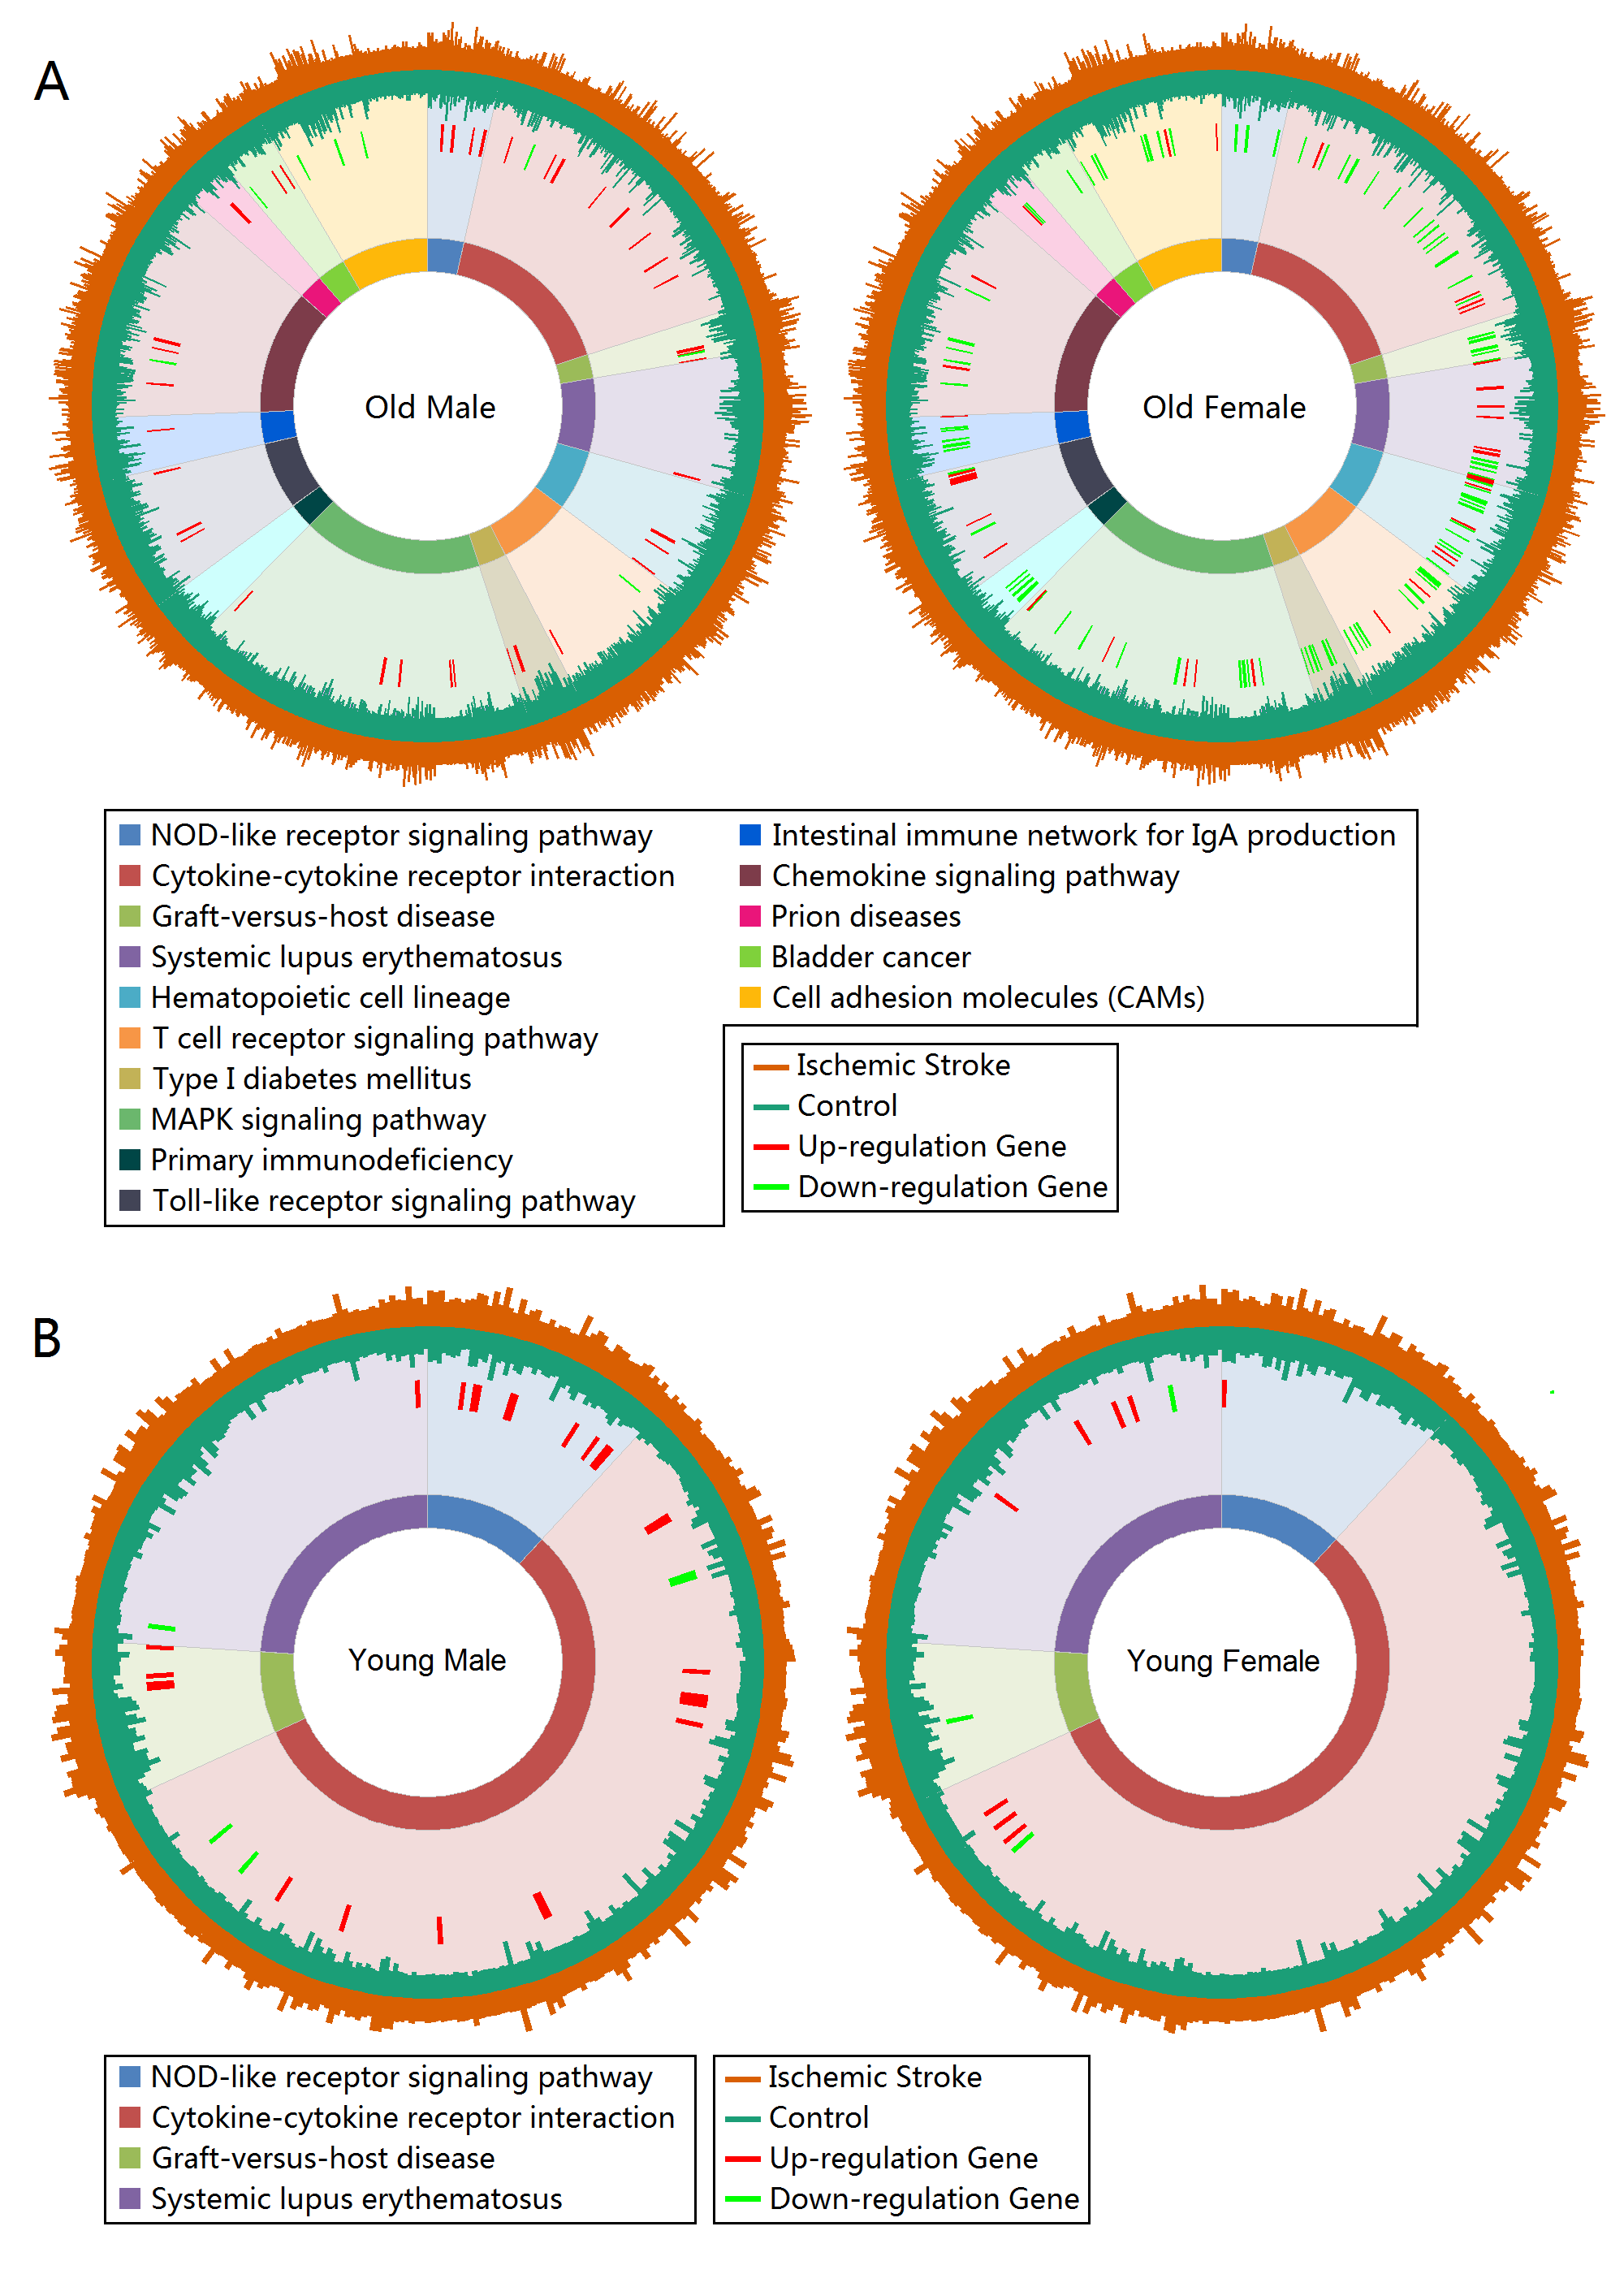 A
Old Male
Old Female
NOD-like receptor signaling pathway
Cytokine-cytokine receptor interaction
Graft-versus-host disease
Systemic lupus erythematosus
Hematopoietic cell lineage
T cell receptor signaling pathway
Type I diabetes mellitus
MAPK signaling pathway
Primary immunodeficiency
Toll-like receptor signaling pathway
Intestinal immune network for IgA production
Chemokine signaling pathway
Prion diseases
Bladder cancer
Cell adhesion molecules (CAMs)
Ischemic Stroke
Control
Up-regulation Gene
Down-regulation Gene
B
Young Male
Young Female
NOD-like receptor signaling pathway
Cytokine-cytokine receptor interaction
Graft-versus-host disease
Systemic lupus erythematosus
Ischemic Stroke
Control
Up-regulation Gene
Down-regulation Gene